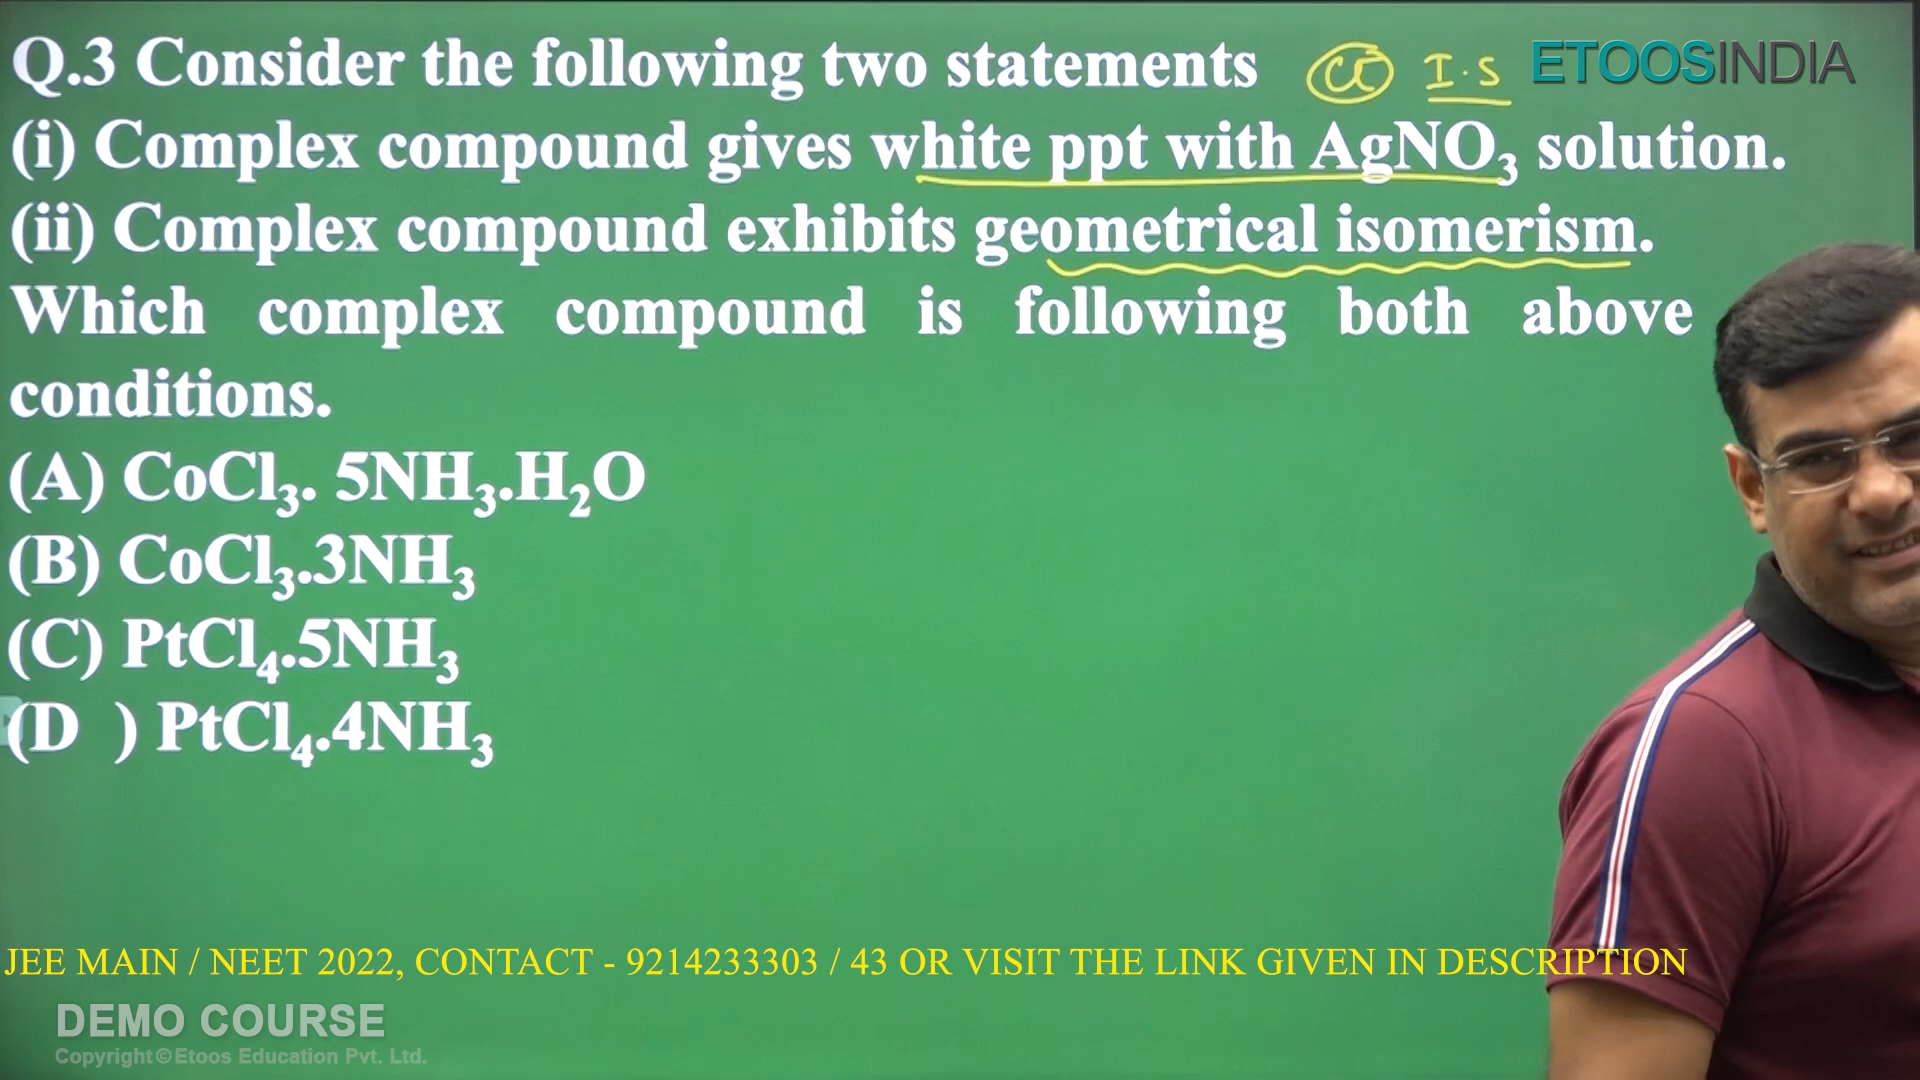 Q.3 Consider the following two statements Cl I.S ETOOSINDIA
(i) Complex compound gives white ppt with AgNO₃ solution.
(ii) Complex compound exhibits geometrical isomerism.
Which complex compound is following both above
conditions.
(A) CoCl₃. 5NH₃.H₂O
(B) CoCl₃.3NH₃
(C) PtCl₄.5NH₃
(D ) PtCl₄.4NH₃
JEE MAIN / NEET 2022, CONTACT - 9214233303 / 43 OR VISIT THE LINK GIVEN IN DESCRIPTION
DEMO COURSE
Copyright © Etoos Education Pvt. Ltd.